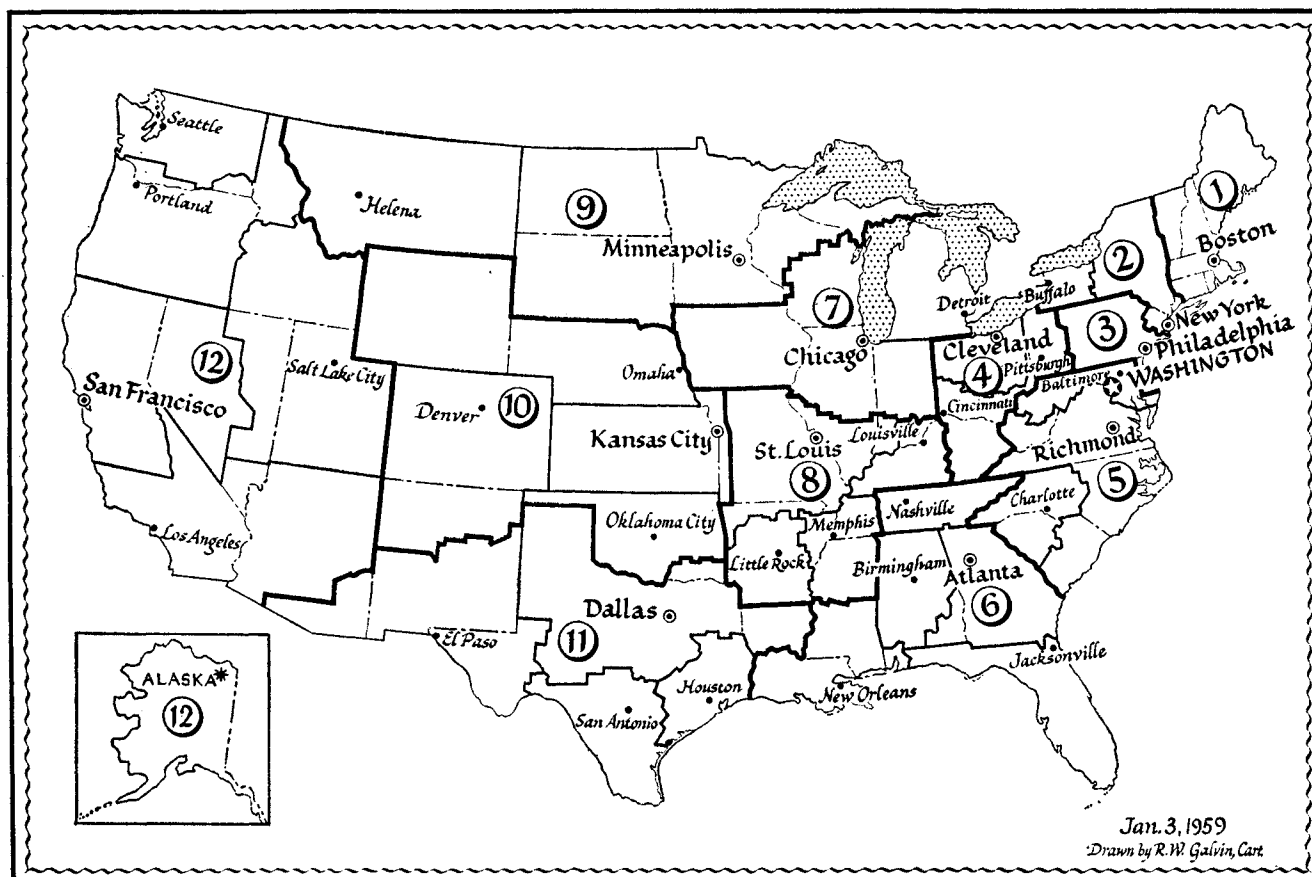 Seattle
Portland
Helena
9
Minneapolis
1
Boston
2
Detroit
Buffalo
7
Chicago
Cleveland
4
Pittsburgh
3
New York
Philadelphia
Baltimore
WASHINGTON
Cincinnati
12
San Francisco
Salt Lake City
Omaha
Denver
10
Kansas City
St. Louis
8
Louisville
Richmond
5
Los Angeles
Oklahoma City
Memphis
Nashville
Charlotte
Little Rock
Birmingham
Atlanta
6
Dallas
11
El Paso
Houston
San Antonio
New Orleans
Jacksonville
ALASKA*
12
Jan. 3, 1959
Drawn by R.W. Galvin, Cart.